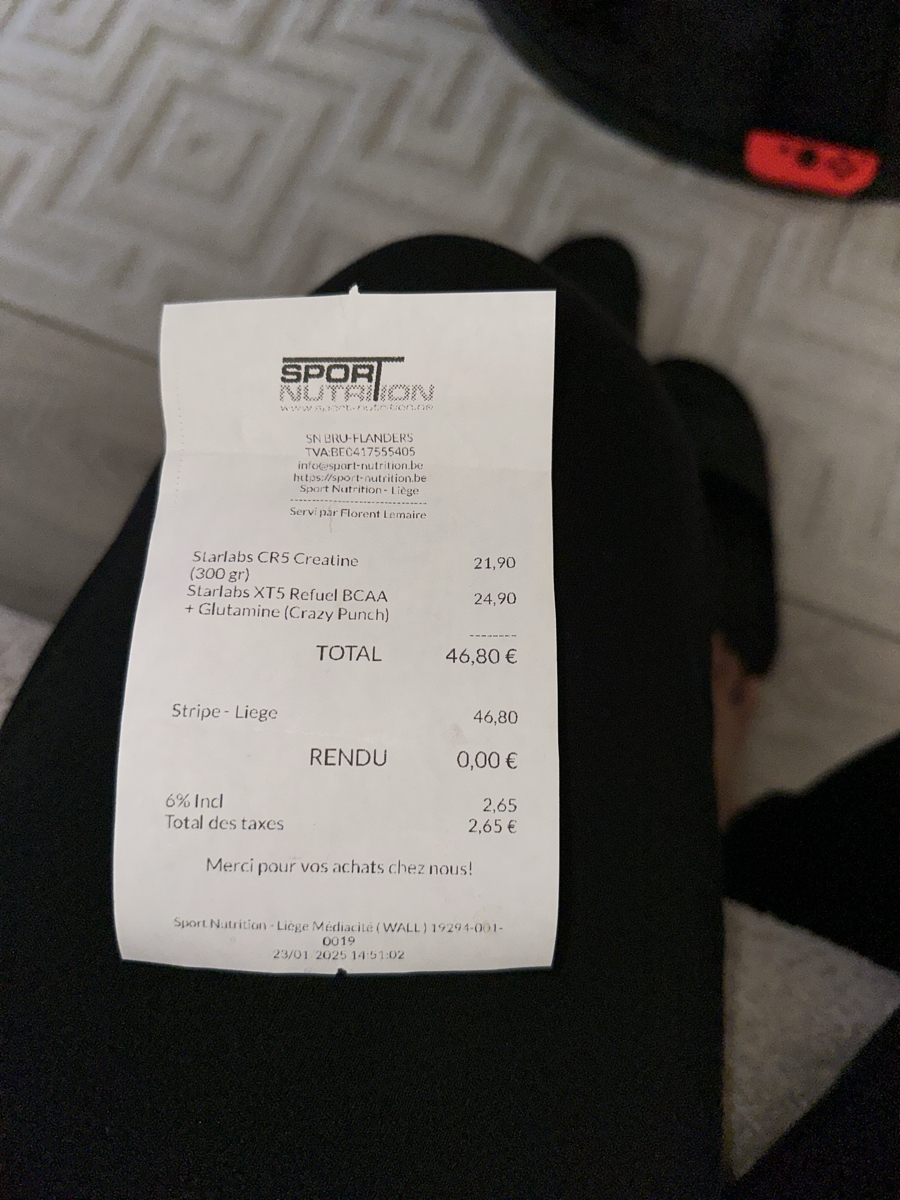 SPORT
NUTRITION
www.sport-nutrition.be
SN BRU-FLANDERS
TVA:BE0417555405
info@sport-nutrition.be
https://sport-nutrition.be
Sport Nutrition - Liège
--------------------------------
Servi par Florent Lemaire
Starlabs CR5 Creatine 21,90
(300 gr)
Starlabs XT5 Refuel BCAA 24,90
+ Glutamine (Crazy Punch)
--------
TOTAL 46,80 €
Stripe - Liege 46,80
RENDU 0,00 €
6% Incl 2,65
Total des taxes 2,65 €
Merci pour vos achats chez nous!
Sport Nutrition - Liège Médiacité ( WALL ) 19294-001-
0019
23/01/2025 14:51:02